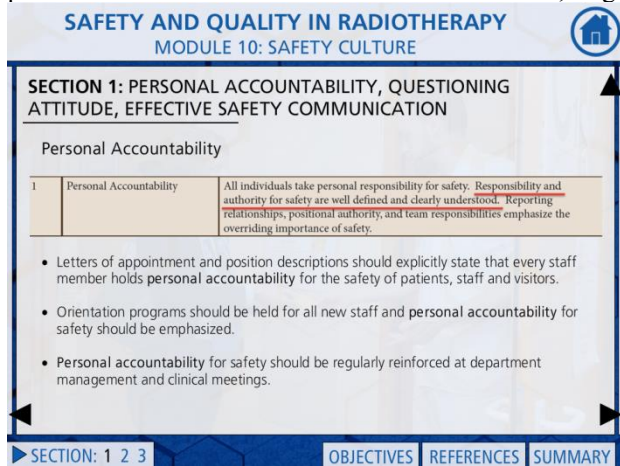 SAFETY AND QUALITY IN RADIOTHERAPY
MODULE 10: SAFETY CULTURE
SECTION 1: PERSONAL ACCOUNTABILITY, QUESTIONING
ATTITUDE, EFFECTIVE SAFETY COMMUNICATION
Personal Accountability
1 Personal Accountability All individuals take personal responsibility for safety. Responsibility and
authority for safety are well defined and clearly understood. Reporting
relationships, positional authority, and team responsibilities emphasize the
overriding importance of safety.
• Letters of appointment and position descriptions should explicitly state that every staff
member holds personal accountability for the safety of patients, staff and visitors.
• Orientation programs should be held for all new staff and personal accountability for
safety should be emphasized.
• Personal accountability for safety should be regularly reinforced at department
management and clinical meetings.
SECTION: 1 2 3 OBJECTIVES REFERENCES SUMMARY